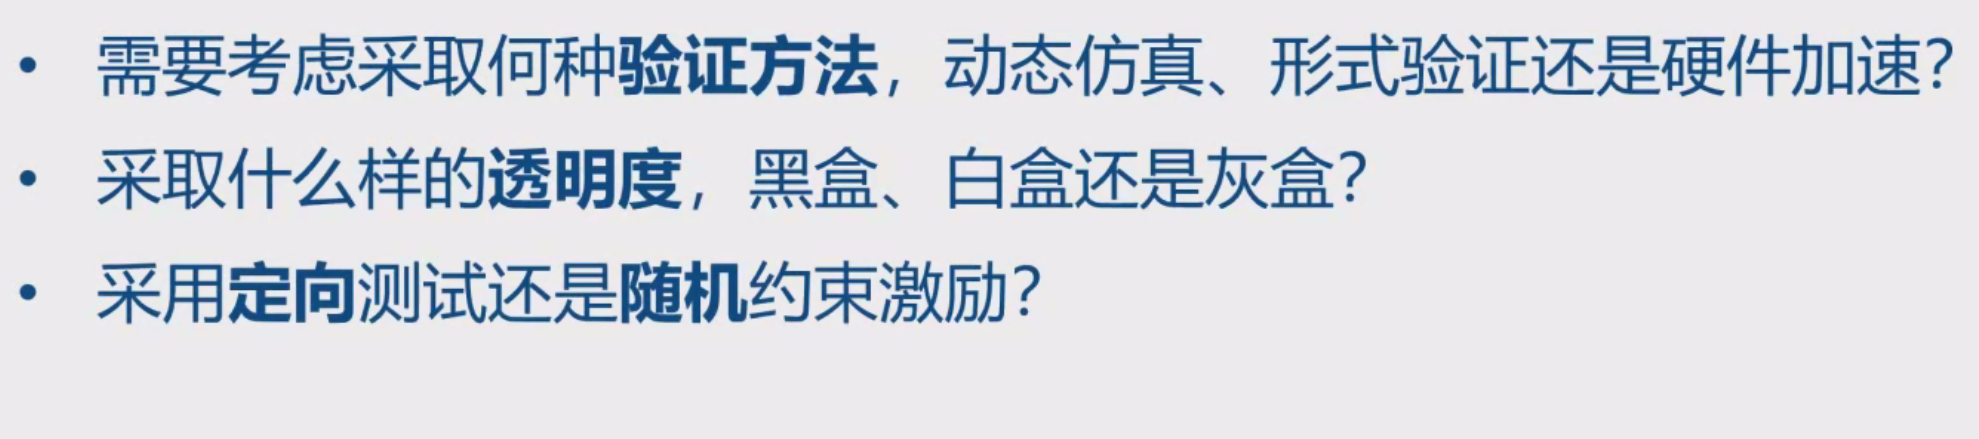 • 需要考虑采取何种验证方法，动态仿真、形式验证还是硬件加速？
• 采取什么样的透明度，黑盒、白盒还是灰盒？
• 采用定向测试还是随机约束激励？